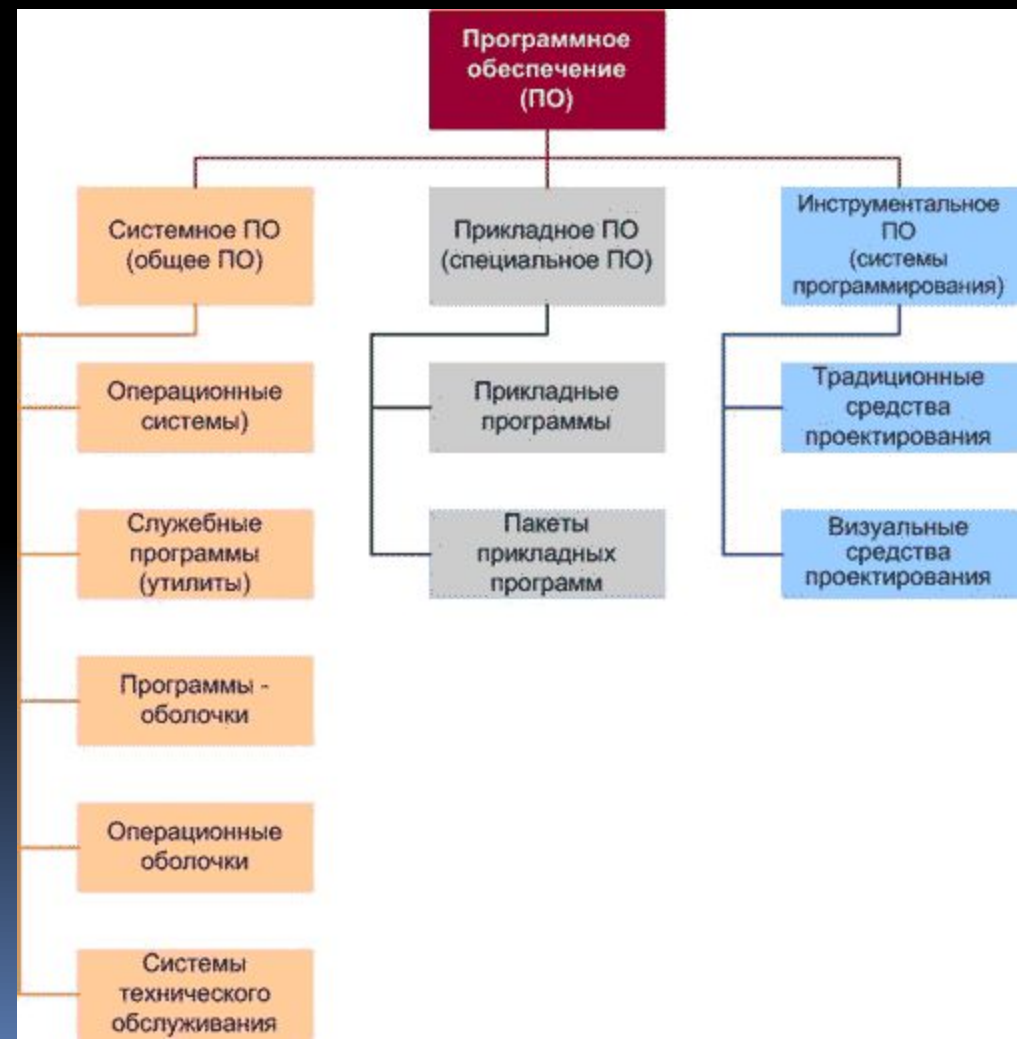 Программное
обеспечение
(ПО)
Системное ПО
(общее ПО)
Прикладное ПО
(специальное ПО)
Инструментальное
ПО
(системы
программирования)
Операционные
системы)
Прикладные
программы
Традиционные
средства
проектирования
Служебные
программы
(утилиты)
Пакеты
прикладных
программ
Визуальные
средства
проектирования
Программы -
оболочки
Операционные
оболочки
Системы
технического
обслуживания